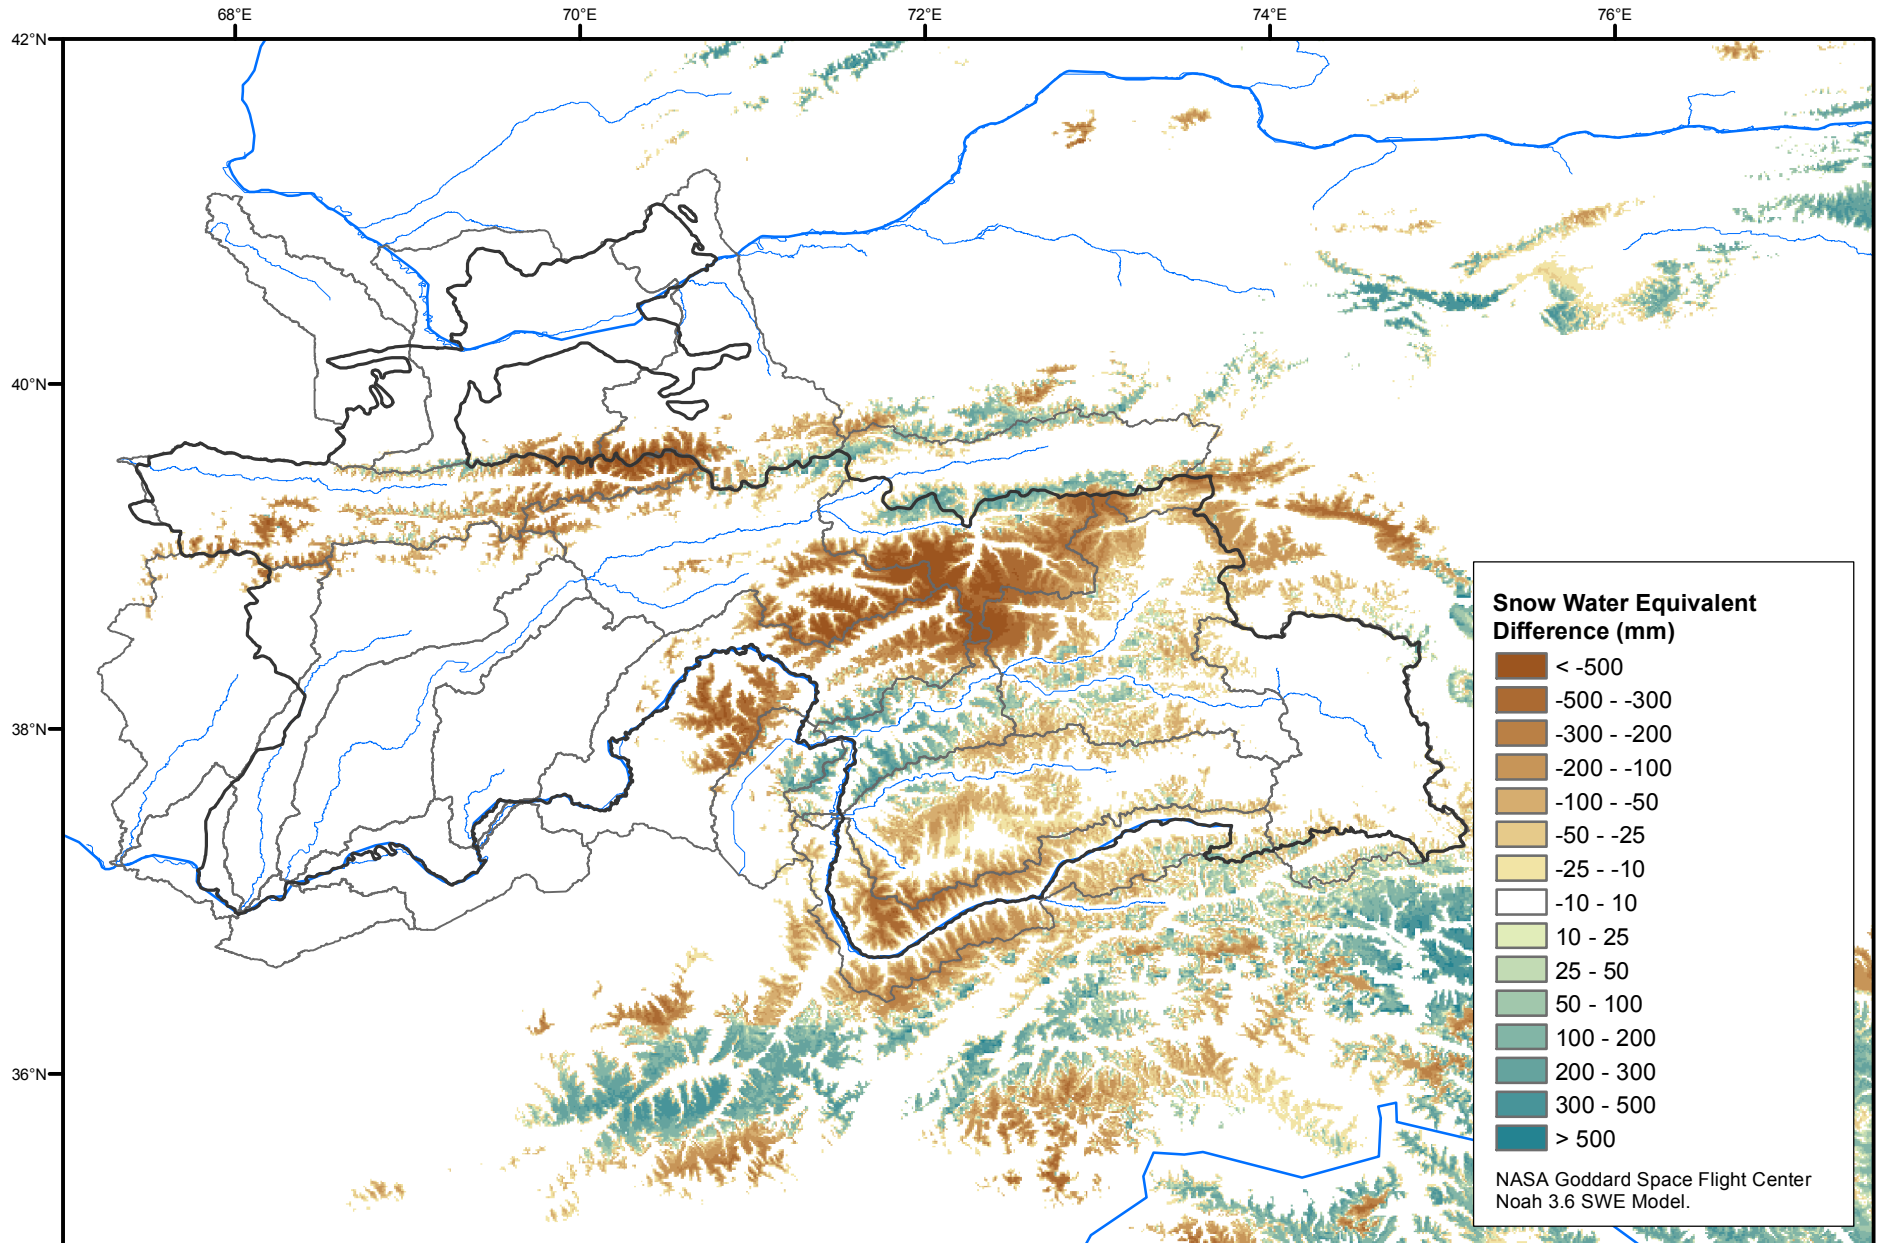 68°E
70°E
72°E
74°E
76°E
42°N
40°N
38°N
36°N
Snow Water Equivalent
Difference (mm)
< -500
-500 - -300
-300 - -200
-200 - -100
-100 - -50
-50 - -25
-25 - -10
-10 - 10
10 - 25
25 - 50
50 - 100
100 - 200
200 - 300
300 - 500
> 500
NASA Goddard Space Flight Center
Noah 3.6 SWE Model.